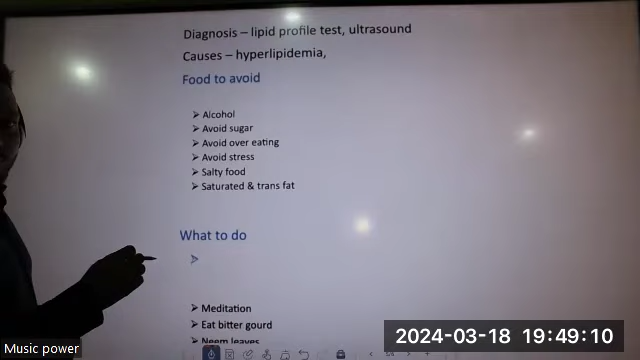 Diagnosis – lipid profile test, ultrasound
Causes – hyperlipidemia,
Food to avoid
➢ Alcohol
➢ Avoid sugar
➢ Avoid over eating
➢ Avoid stress
➢ Salty food
➢ Saturated & trans fat
What to do
➢
➢ Meditation
➢ Eat bitter gourd
➢ Neem leaves
2024-03-18 19:49:10
Music power